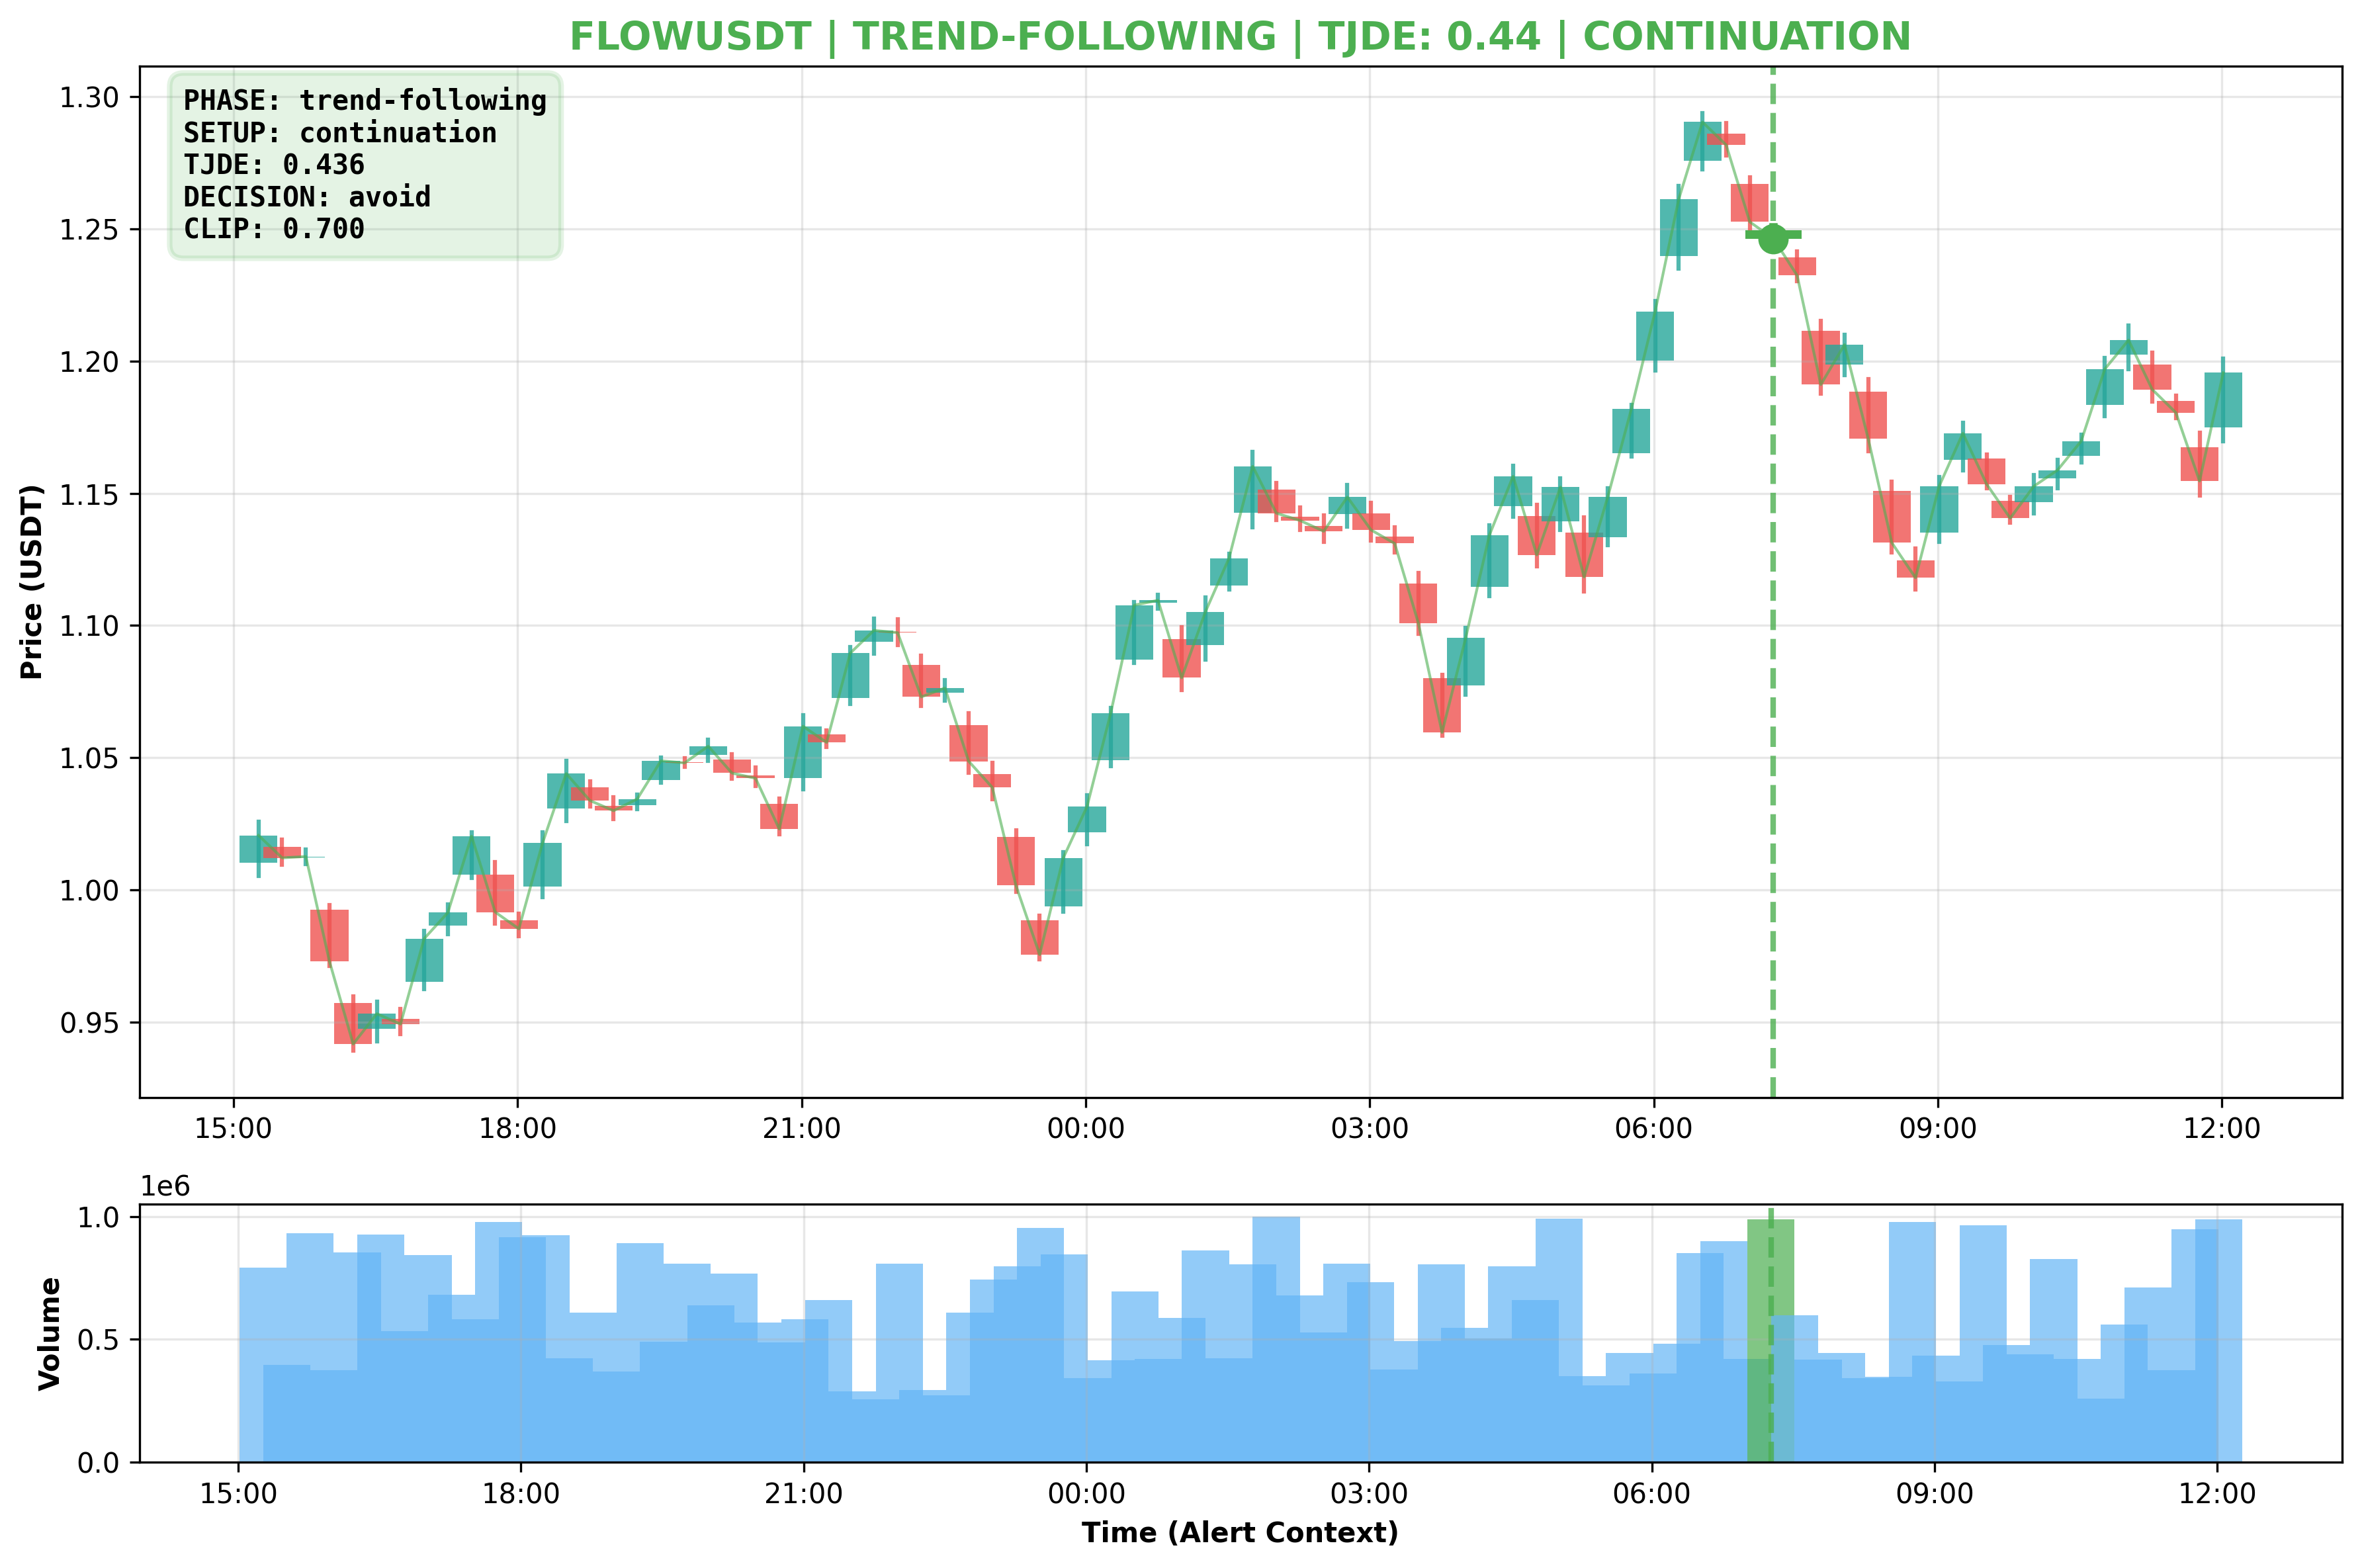 FLOWUSDT | TREND-FOLLOWING | TJDE: 0.44 | CONTINUATION
PHASE: trend-following
SETUP: continuation
TJDE: 0.436
DECISION: avoid
CLIP: 0.700
Price (USDT)
1.30
1.25
1.20
1.15
1.10
1.05
1.00
0.95
15:00 18:00 21:00 00:00 03:00 06:00 09:00 12:00
1e6
Volume
1.0
0.5
0.0
15:00 18:00 21:00 00:00 03:00 06:00 09:00 12:00
Time (Alert Context)